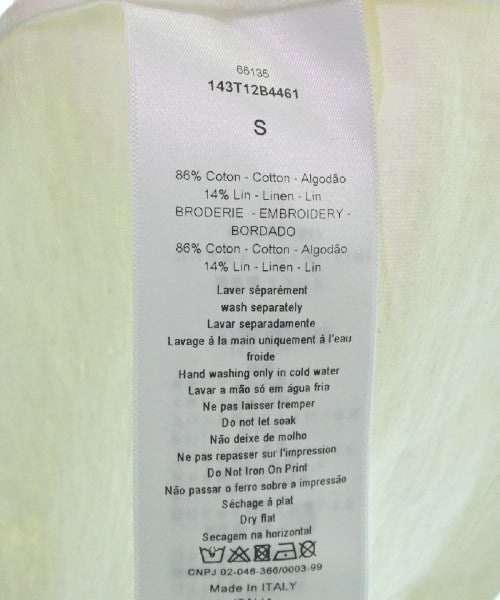 66135
143T12B4461
S
86% Coton - Cotton - Algodão
14% Lin - Linen - Lin
BRODERIE - EMBROIDERY -
BORDADO
86% Coton - Cotton - Algodão
14% Lin - Linen - Lin
Laver séparément
wash separately
Lavar separadamente
Lavage à la main uniquement à l'eau
froide
Hand washing only in cold water
Lavar a mão só em água fria
Ne pas laisser tremper
Do not let soak
Não deixe de molho
Ne pas repasser sur l'impression
Do Not Iron On Print
Não passar o ferro sobre a impressão
Séchage à plat
Dry flat
Secagem na horizontal
CNPJ 02-046-366/0003-99
Made In ITALY